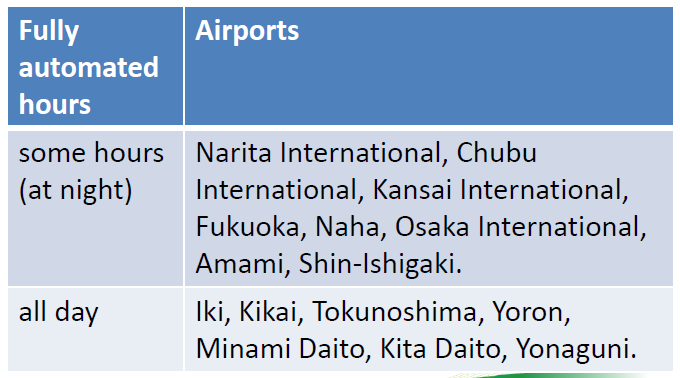 Fully automated hours
Airports
some hours (at night)
Narita International, Chubu
International, Kansai International,
Fukuoka, Naha, Osaka International,
Amami, Shin-Ishigaki.
all day
Iki, Kikai, Tokunoshima, Yoron,
Minami Daito, Kita Daito, Yonaguni.